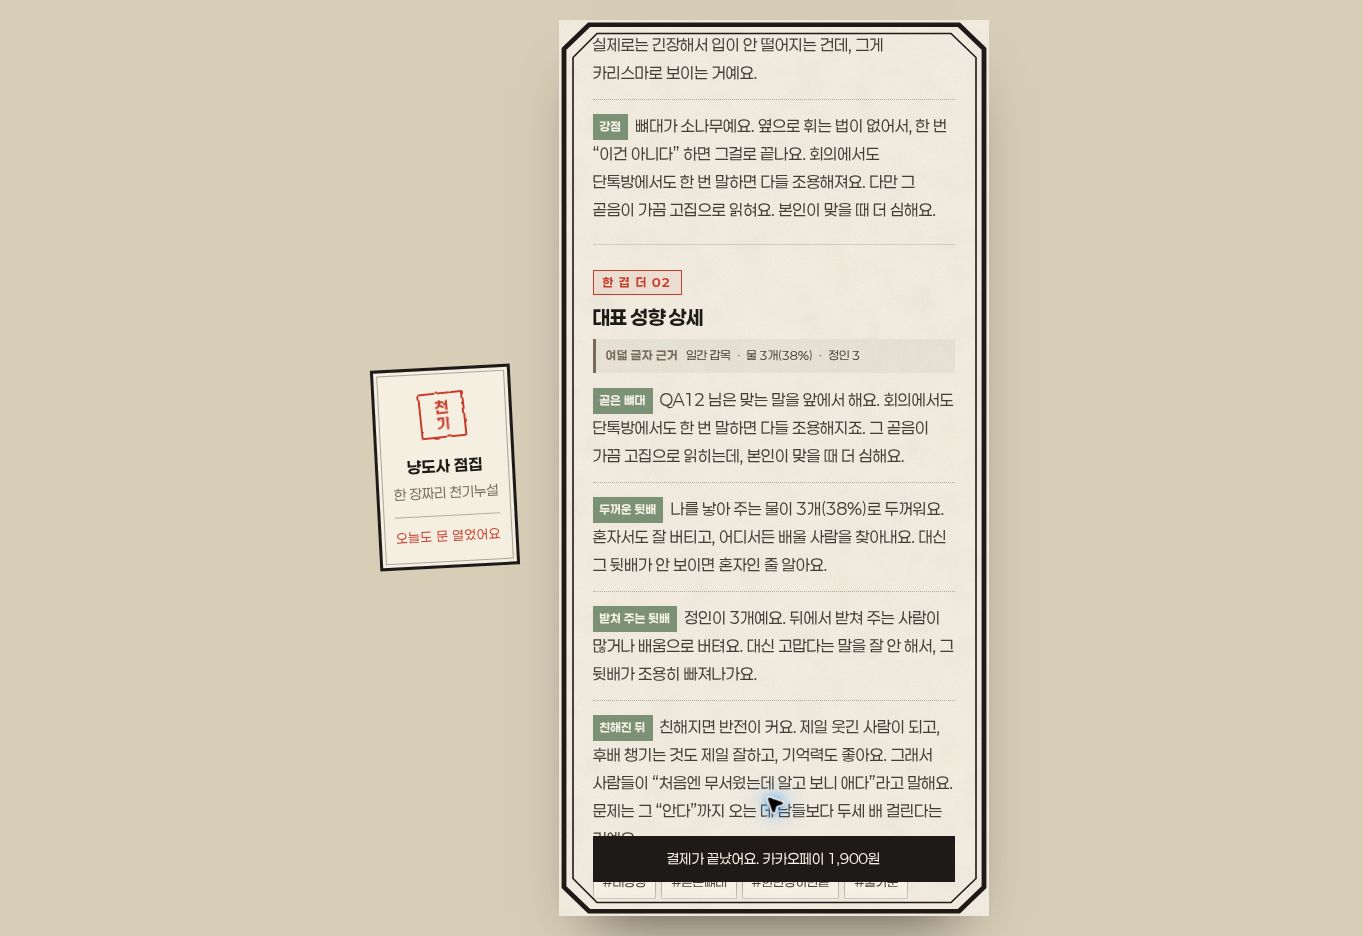 실제로는 긴장해서 입이 안 떨어지는 건데, 그게
카리스마로 보이는 거예요.
강점 뼈대가 소나무예요. 옆으로 휘는 법이 없어서, 한 번
“이건 아니다” 하면 그걸로 끝나요. 회의에서도
단톡방에서도 한 번 말하면 다들 조용해져요. 다만 그
곧음이 가끔 고집으로 읽혀요. 본인이 맞을 때 더 심해요.
한 겹 더 02
대표 성향 상세
여덟 글자 근거 일간 갑목 · 물 3개(38%) · 정인 3
곧은 뼈대 QA12 님은 맞는 말을 앞에서 해요. 회의에서도
단톡방에서도 한 번 말하면 다들 조용해지죠. 그 곧음이
가끔 고집으로 읽히는데, 본인이 맞을 때 더 심해요.
두꺼운 뒷배 나를 낳아 주는 물이 3개(38%)로 두꺼워요.
혼자서도 잘 버티고, 어디서든 배울 사람을 찾아내요. 대신
그 뒷배가 안 보이면 혼자인 줄 알아요.
받쳐 주는 뒷배 정인이 3개예요. 뒤에서 받쳐 주는 사람이
많거나 배움으로 버텨요. 대신 고맙다는 말을 잘 안 해서, 그
뒷배가 조용히 빠져나가요.
친해진 뒤 친해지면 반전이 커요. 제일 웃긴 사람이 되고,
후배 챙기는 것도 제일 잘하고, 기억력도 좋아요. 그래서
사람들이 “처음엔 무서웠는데 알고 보니 애다”라고 말해요.
문제는 그 “안다”까지 오는 데 남들보다 두세 배 걸린다는
결제가 끝났어요. 카카오페이 1,900원
천
기
냥도사 점집
한 장짜리 천기누설
오늘도 문 열었어요